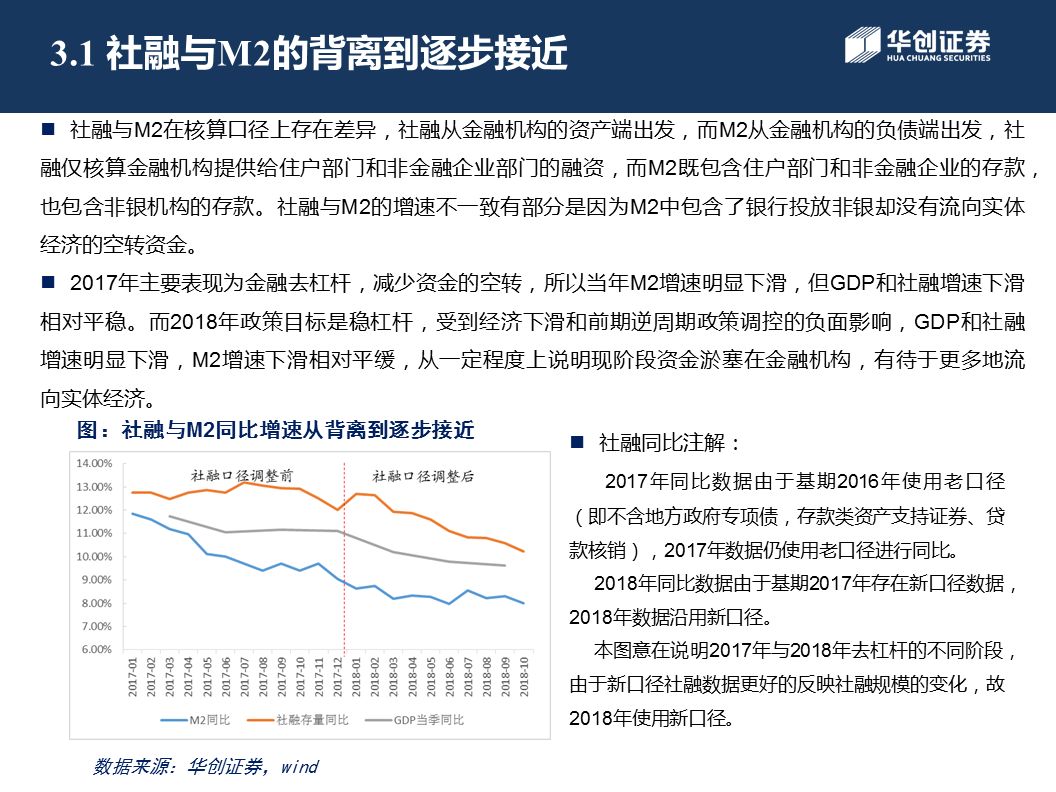 3.1 社融与M2的背离到逐步接近
华创证券
HUA CHUANG SECURITIES
■ 社融与M2在核算口径上存在差异，社融从金融机构的资产端出发，而M2从金融机构的负债端出发，社
融仅核算金融机构提供给住户部门和非金融企业部门的融资，而M2既包含住户部门和非金融企业的存款，
也包含非银机构的存款。社融与M2的增速不一致有部分是因为M2中包含了银行投放非银却没有流向实体
经济的空转资金。
■ 2017年主要表现为金融去杠杆，减少资金的空转，所以当年M2增速明显下滑，但GDP和社融增速下滑
相对平稳。而2018年政策目标是稳杠杆，受到经济下滑和前期逆周期政策调控的负面影响，GDP和社融
增速明显下滑，M2增速下滑相对平缓，从一定程度上说明现阶段资金淤塞在金融机构，有待于更多地流
向实体经济。
图：社融与M2同比增速从背离到逐步接近
14.00%
13.00%
12.00%
11.00%
10.00%
9.00%
8.00%
7.00%
6.00%
社融口径调整前
社融口径调整后
2017-01
2017-02
2017-03
2017-04
2017-05
2017-06
2017-07
2017-08
2017-09
2017-10
2017-11
2017-12
2018-01
2018-02
2018-03
2018-04
2018-05
2018-06
2018-07
2018-08
2018-09
2018-10
M2同比 社融存量同比 GDP当季同比
数据来源：华创证券，wind
■ 社融同比注解：
2017年同比数据由于基期2016年使用老口径
（即不含地方政府专项债，存款类资产支持证券、贷
款核销），2017年数据仍使用老口径进行同比。
2018年同比数据由于基期2017年存在新口径数据，
2018年数据沿用新口径。
本图意在说明2017年与2018年去杠杆的不同阶段，
由于新口径社融数据更好的反映社融规模的变化，故
2018年使用新口径。